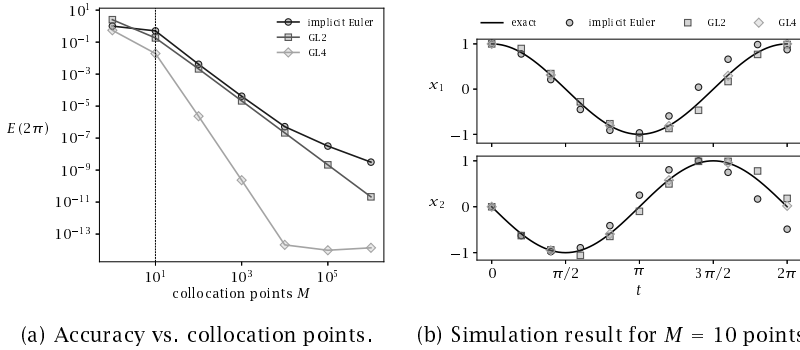 10^1
10^−1
10^−3
10^−5
10^−7
10^−9
10^−11
10^−13
E(2π)
implicit Euler
GL2
GL4
10^1
10^3
10^5
collocation points M
(a) Accuracy vs. collocation points.
exact
implicit Euler
GL2
GL4
1
0
−1
x_1
1
0
−1
x_2
0
π/2
π
3π/2
2π
t
(b) Simulation result for M = 10 points